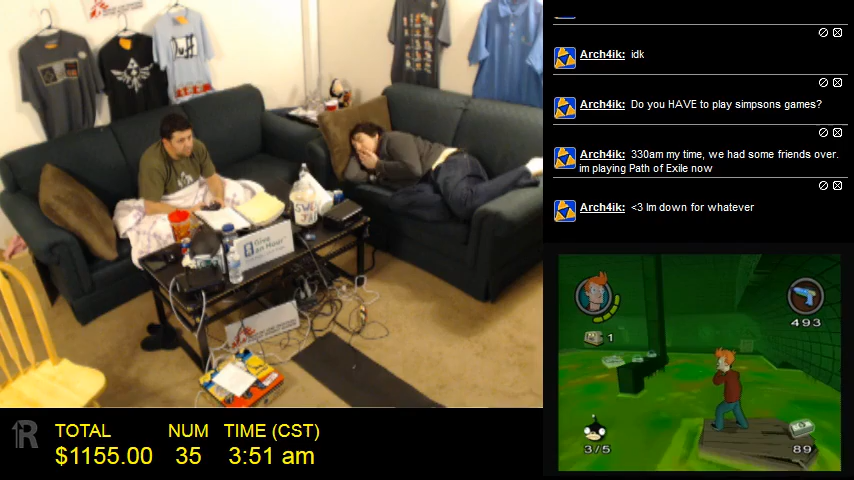 Duff
Arch4ik: idk
Arch4ik: Do you HAVE to play simpsons games?
Arch4ik: 330am my time, we had some friends over.
im playing Path of Exile now
Arch4ik: <3 Im down for whatever
Give
an Hour
493
1
3/5
89
R
TOTAL NUM TIME (CST)
$1155.00 35 3:51 am